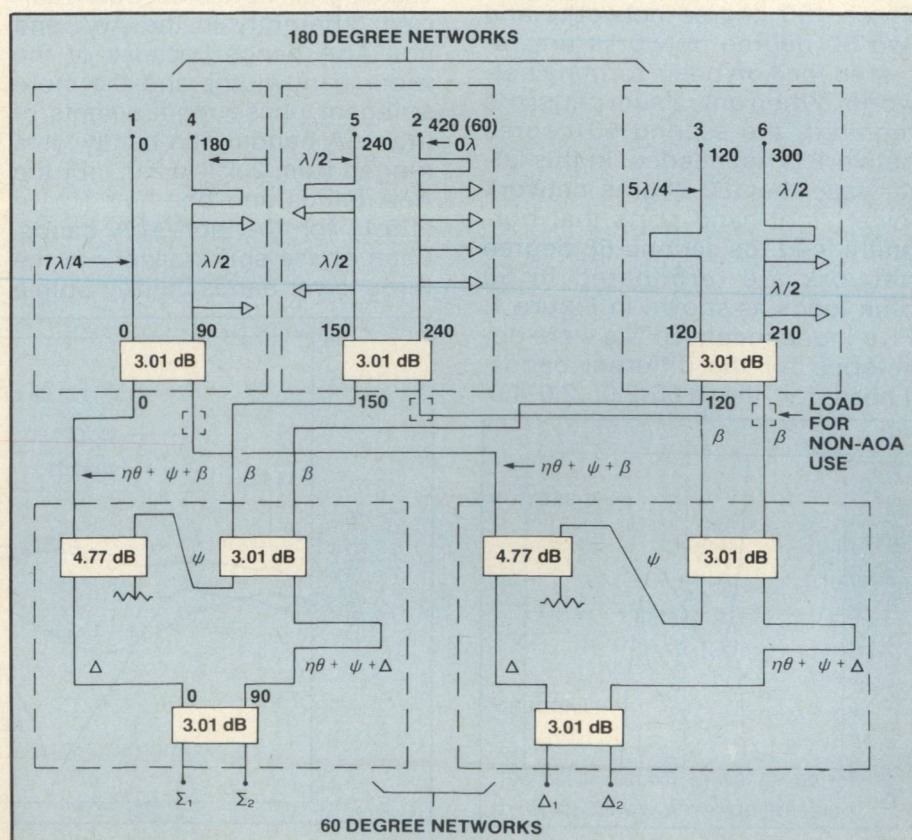 180 DEGREE NETWORKS
1 4 5 2 420 (60) 3 6
0 180 λ/2 240 0λ 120 300
5λ/4 λ/2
7λ/4 λ/2 λ/2 λ/2
0 90 150 240 120 210
3.01 dB 3.01 dB 3.01 dB
0 150 120
LOAD
FOR
NON-AOA
USE
β β
ηθ + ψ + β β β ηθ + ψ + β
4.77 dB ψ 3.01 dB 4.77 dB ψ 3.01 dB
Δ ηθ + ψ + Δ Δ ηθ + ψ + Δ
0 90
3.01 dB 3.01 dB
Σ1 Σ2 Δ1 Δ2
60 DEGREE NETWORKS